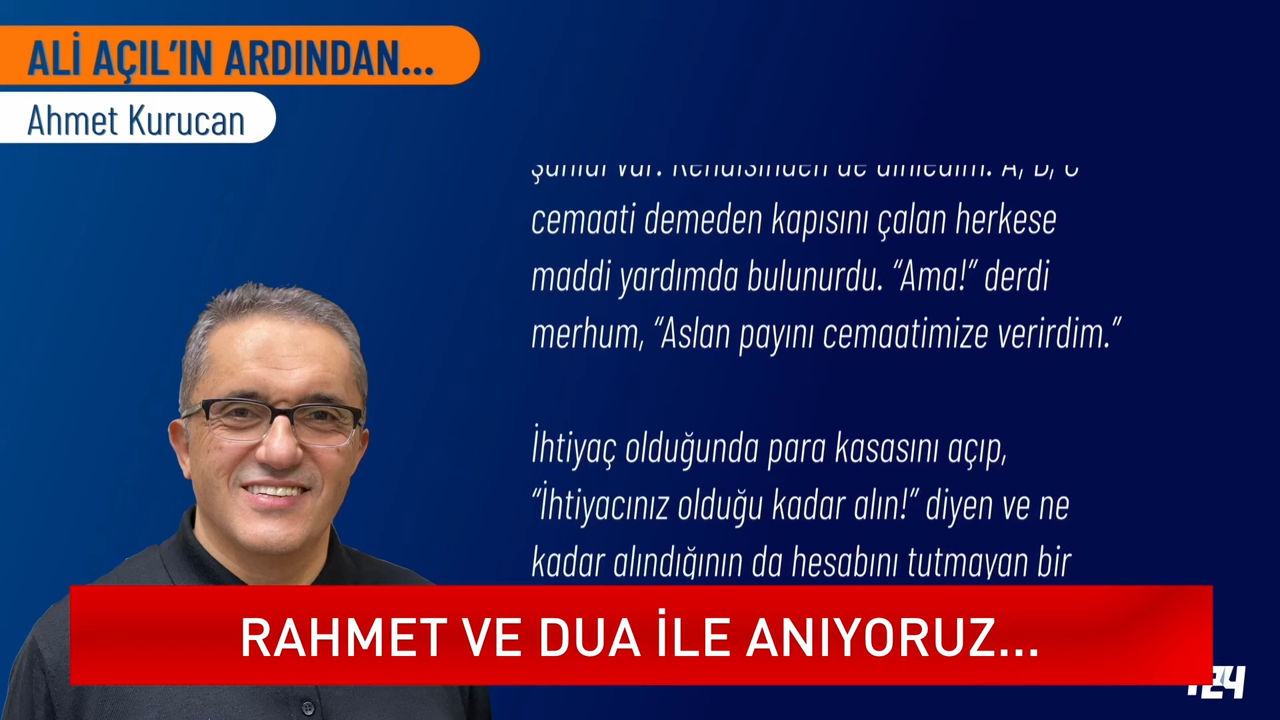 ALİ AÇIL’IN ARDINDAN...
Ahmet Kurucan
cemaati demeden kapısını çalan herkese
maddi yardımda bulunurdu. “Ama!” derdi
merhum, “Aslan payını cemaatimize verirdim.”
İhtiyaç olduğunda para kasasını açıp,
“İhtiyacınız olduğu kadar alın!” diyen ve ne
kadar alındığının da hesabını tutmayan bir
RAHMET VE DUA İLE ANIYORUZ...